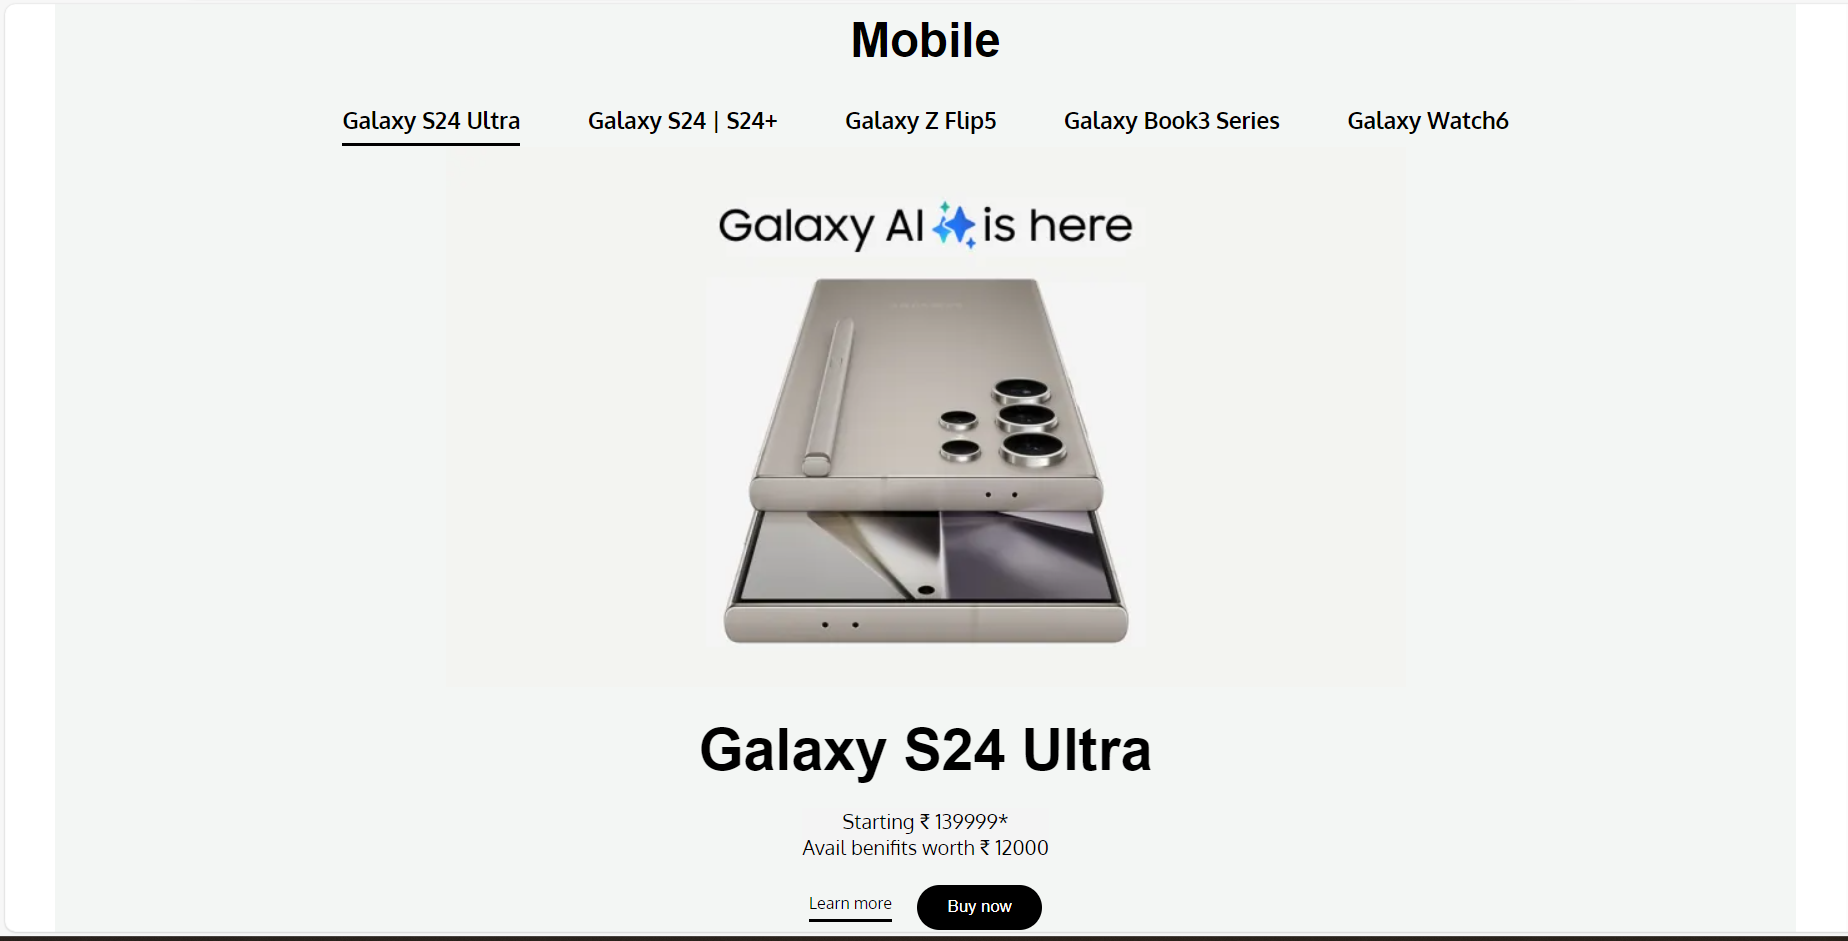 Mobile
Galaxy S24 Ultra
Galaxy S24 | S24+
Galaxy Z Flip5
Galaxy Book3 Series
Galaxy Watch6
Galaxy AI is here
Galaxy S24 Ultra
Starting ₹ 139999*
Avail benifits worth ₹ 12000
Learn more
Buy now